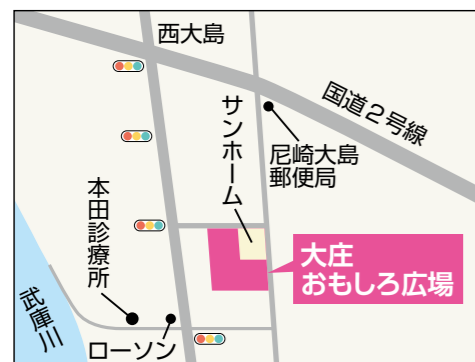 西大島
国道2号線
サンホーム
尼崎大島
郵便局
本田診療所
大庄
おもしろ広場
武庫川
ローソン